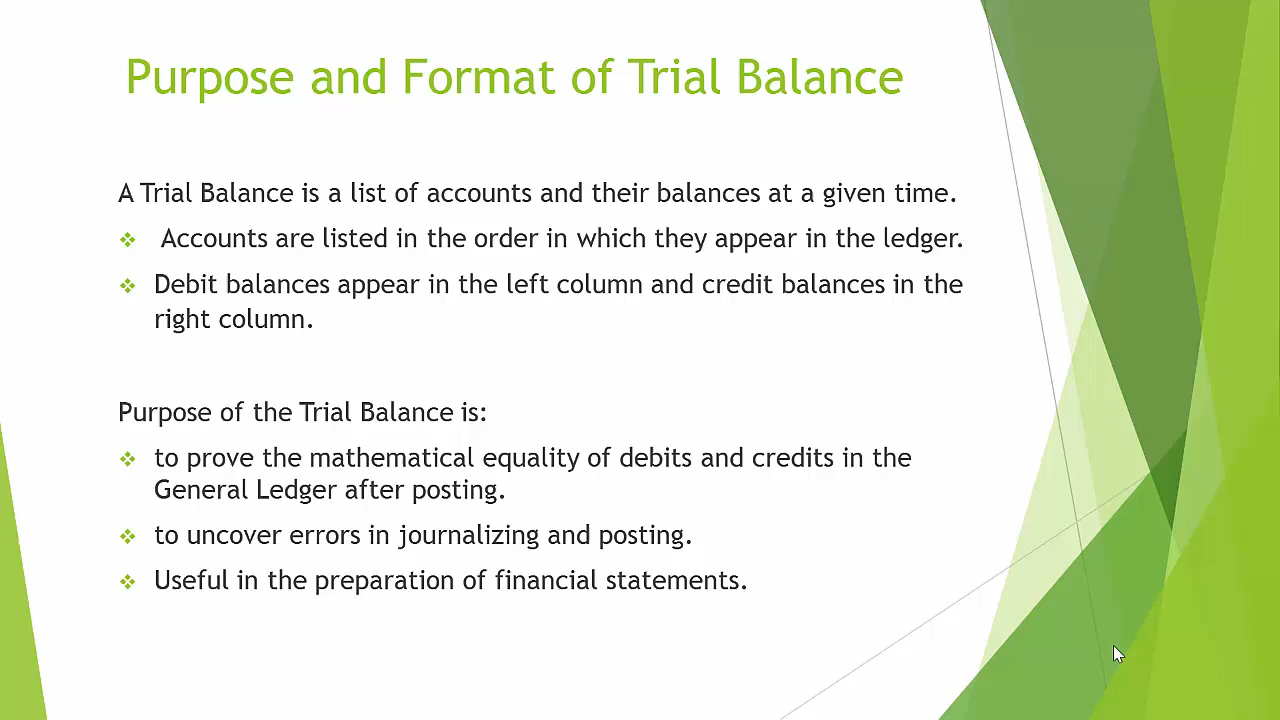 Purpose and Format of Trial Balance
A Trial Balance is a list of accounts and their balances at a given time.
Accounts are listed in the order in which they appear in the ledger.
Debit balances appear in the left column and credit balances in the
right column.
Purpose of the Trial Balance is:
to prove the mathematical equality of debits and credits in the
General Ledger after posting.
to uncover errors in journalizing and posting.
Useful in the preparation of financial statements.